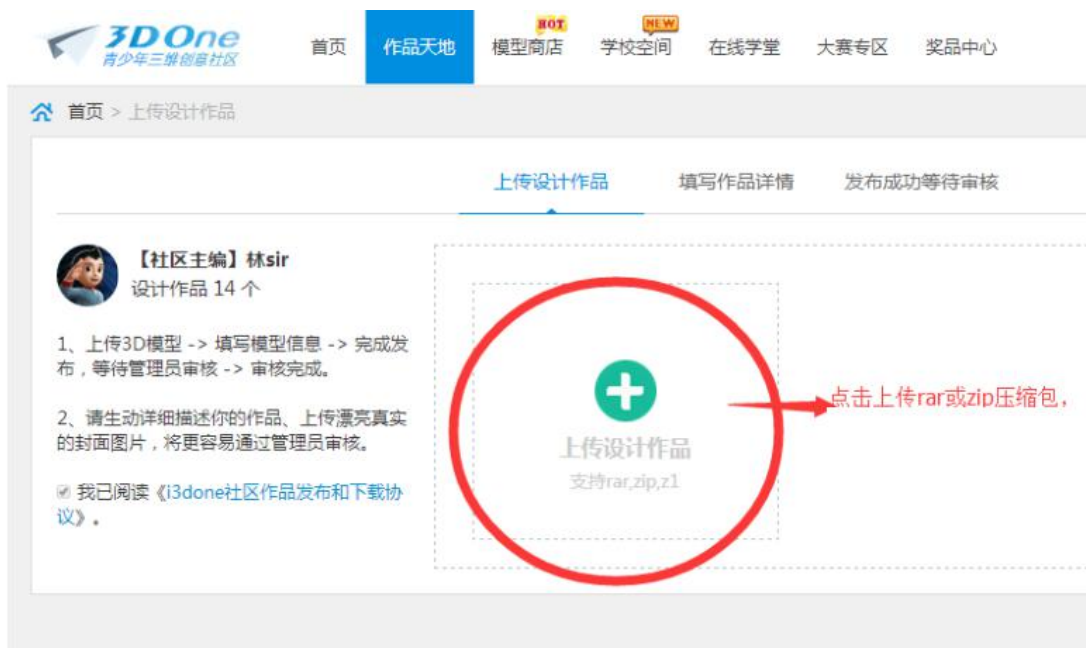 3D One
青少年三维创意社区
首页 作品天地 模型商店 学校空间 在线学堂 大赛专区 奖品中心
HOT NEW
首页 > 上传设计作品
上传设计作品 填写作品详情 发布成功等待审核
【社区主编】林sir
设计作品 14 个
1、上传3D模型 -> 填写模型信息 -> 完成发
布，等待管理员审核 -> 审核完成。
2、请生动详细描述你的作品、上传漂亮真实
的封面图片，将更容易通过管理员审核。
我已阅读《i3done社区作品发布和下载协
议》。
上传设计作品
支持rar,zip,z1
点击上传rar或zip压缩包，